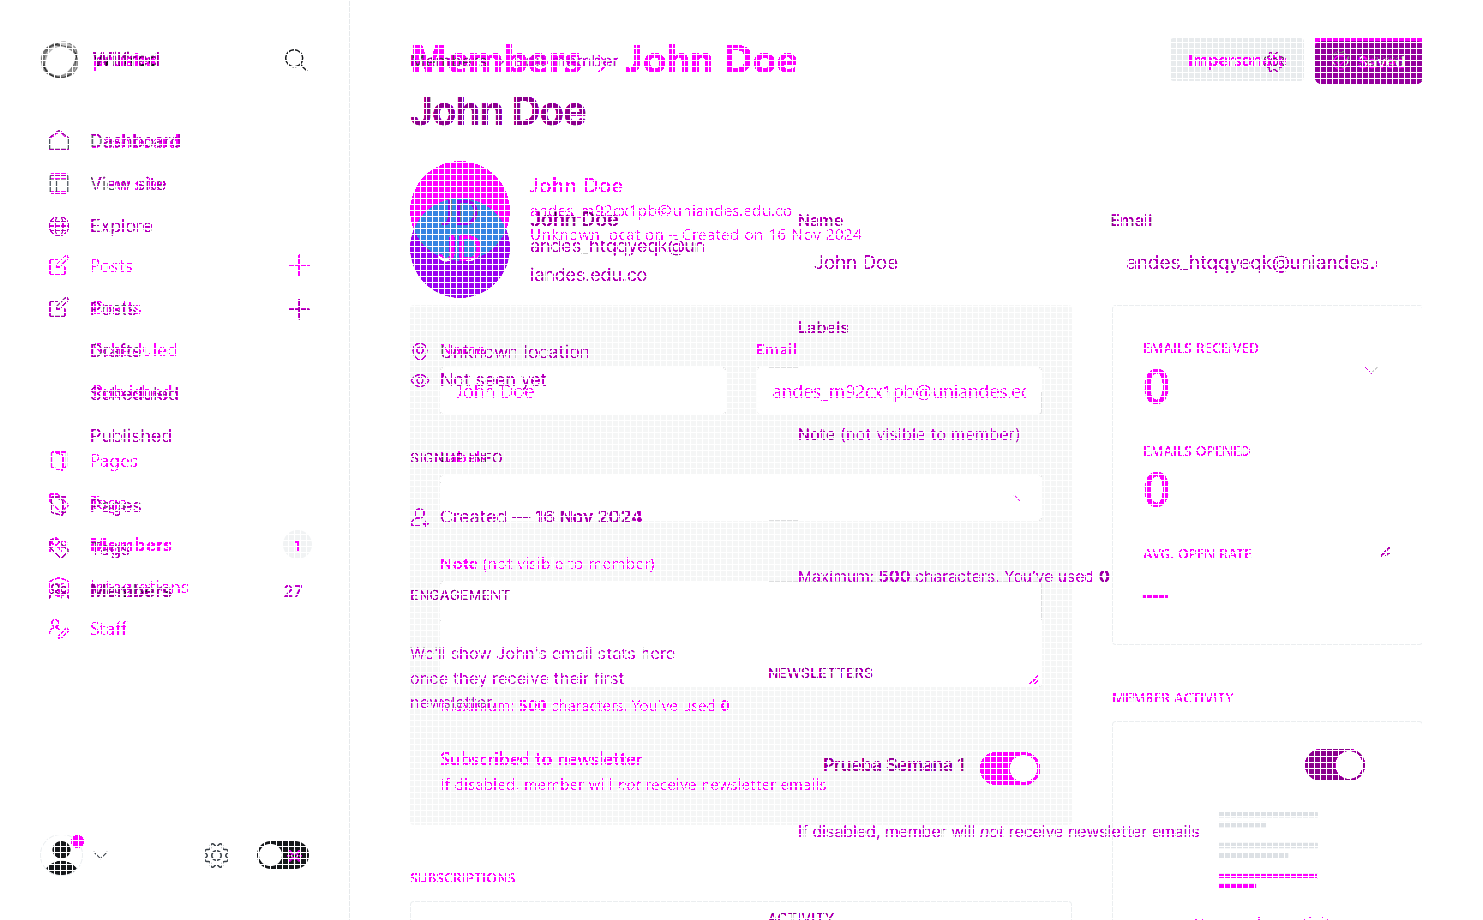 Members John Doe
Impersonate
John Doe
Dashboard
View site
Explore
Posts
Published
Pages
Pages
Members 1
Members 27
Staff
John Doe
andes_m92cx1pb@uniandes.edu.co
John Doe
Unknown location – Created on 16 Nov 2024
andes_htqqyeqk@un
iandes.edu.co
Name
Email
John Doe
andes_htqqyeqk@uniandes.
Labels
Unknown location
Email
Not seen yet
John Doe
andes_m92cx1pb@uniandes.ec
Note (not visible to member)
Created — 16 Nov 2024
Note (not visible to member)
Maximum: 500 characters. You've used 0
ENGAGEMENT
We'll show John's email stats here
once they receive their first
newsletter
NEWSLETTERS
Maximum: 500 characters. You've used 0
Subscribed to newsletter
If disabled, member will not receive newsletter emails
Prueba Semana 1
If disabled, member will not receive newsletter emails
SUBSCRIPTIONS
ACTIVITY
EMAILS RECEIVED
0
EMAILS OPENED
0
AVG. OPEN RATE
MEMBER ACTIVITY